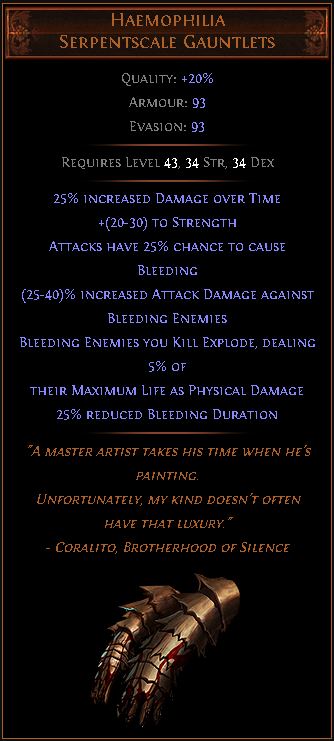 Haemophilia
Serpentscale Gauntlets
Quality: +20%
Armour: 93
Evasion: 93
Requires Level 43, 34 Str, 34 Dex
25% increased Damage over Time
+(20-30) to Strength
Attacks have 25% chance to cause
Bleeding
(25-40)% increased Attack Damage against
Bleeding Enemies
Bleeding Enemies you Kill Explode, dealing
5% of
their Maximum Life as Physical Damage
25% reduced Bleeding Duration
"A master artist takes his time when he's
painting.
Unfortunately, my kind doesn't often
have that luxury."
- Coralito, Brotherhood of Silence